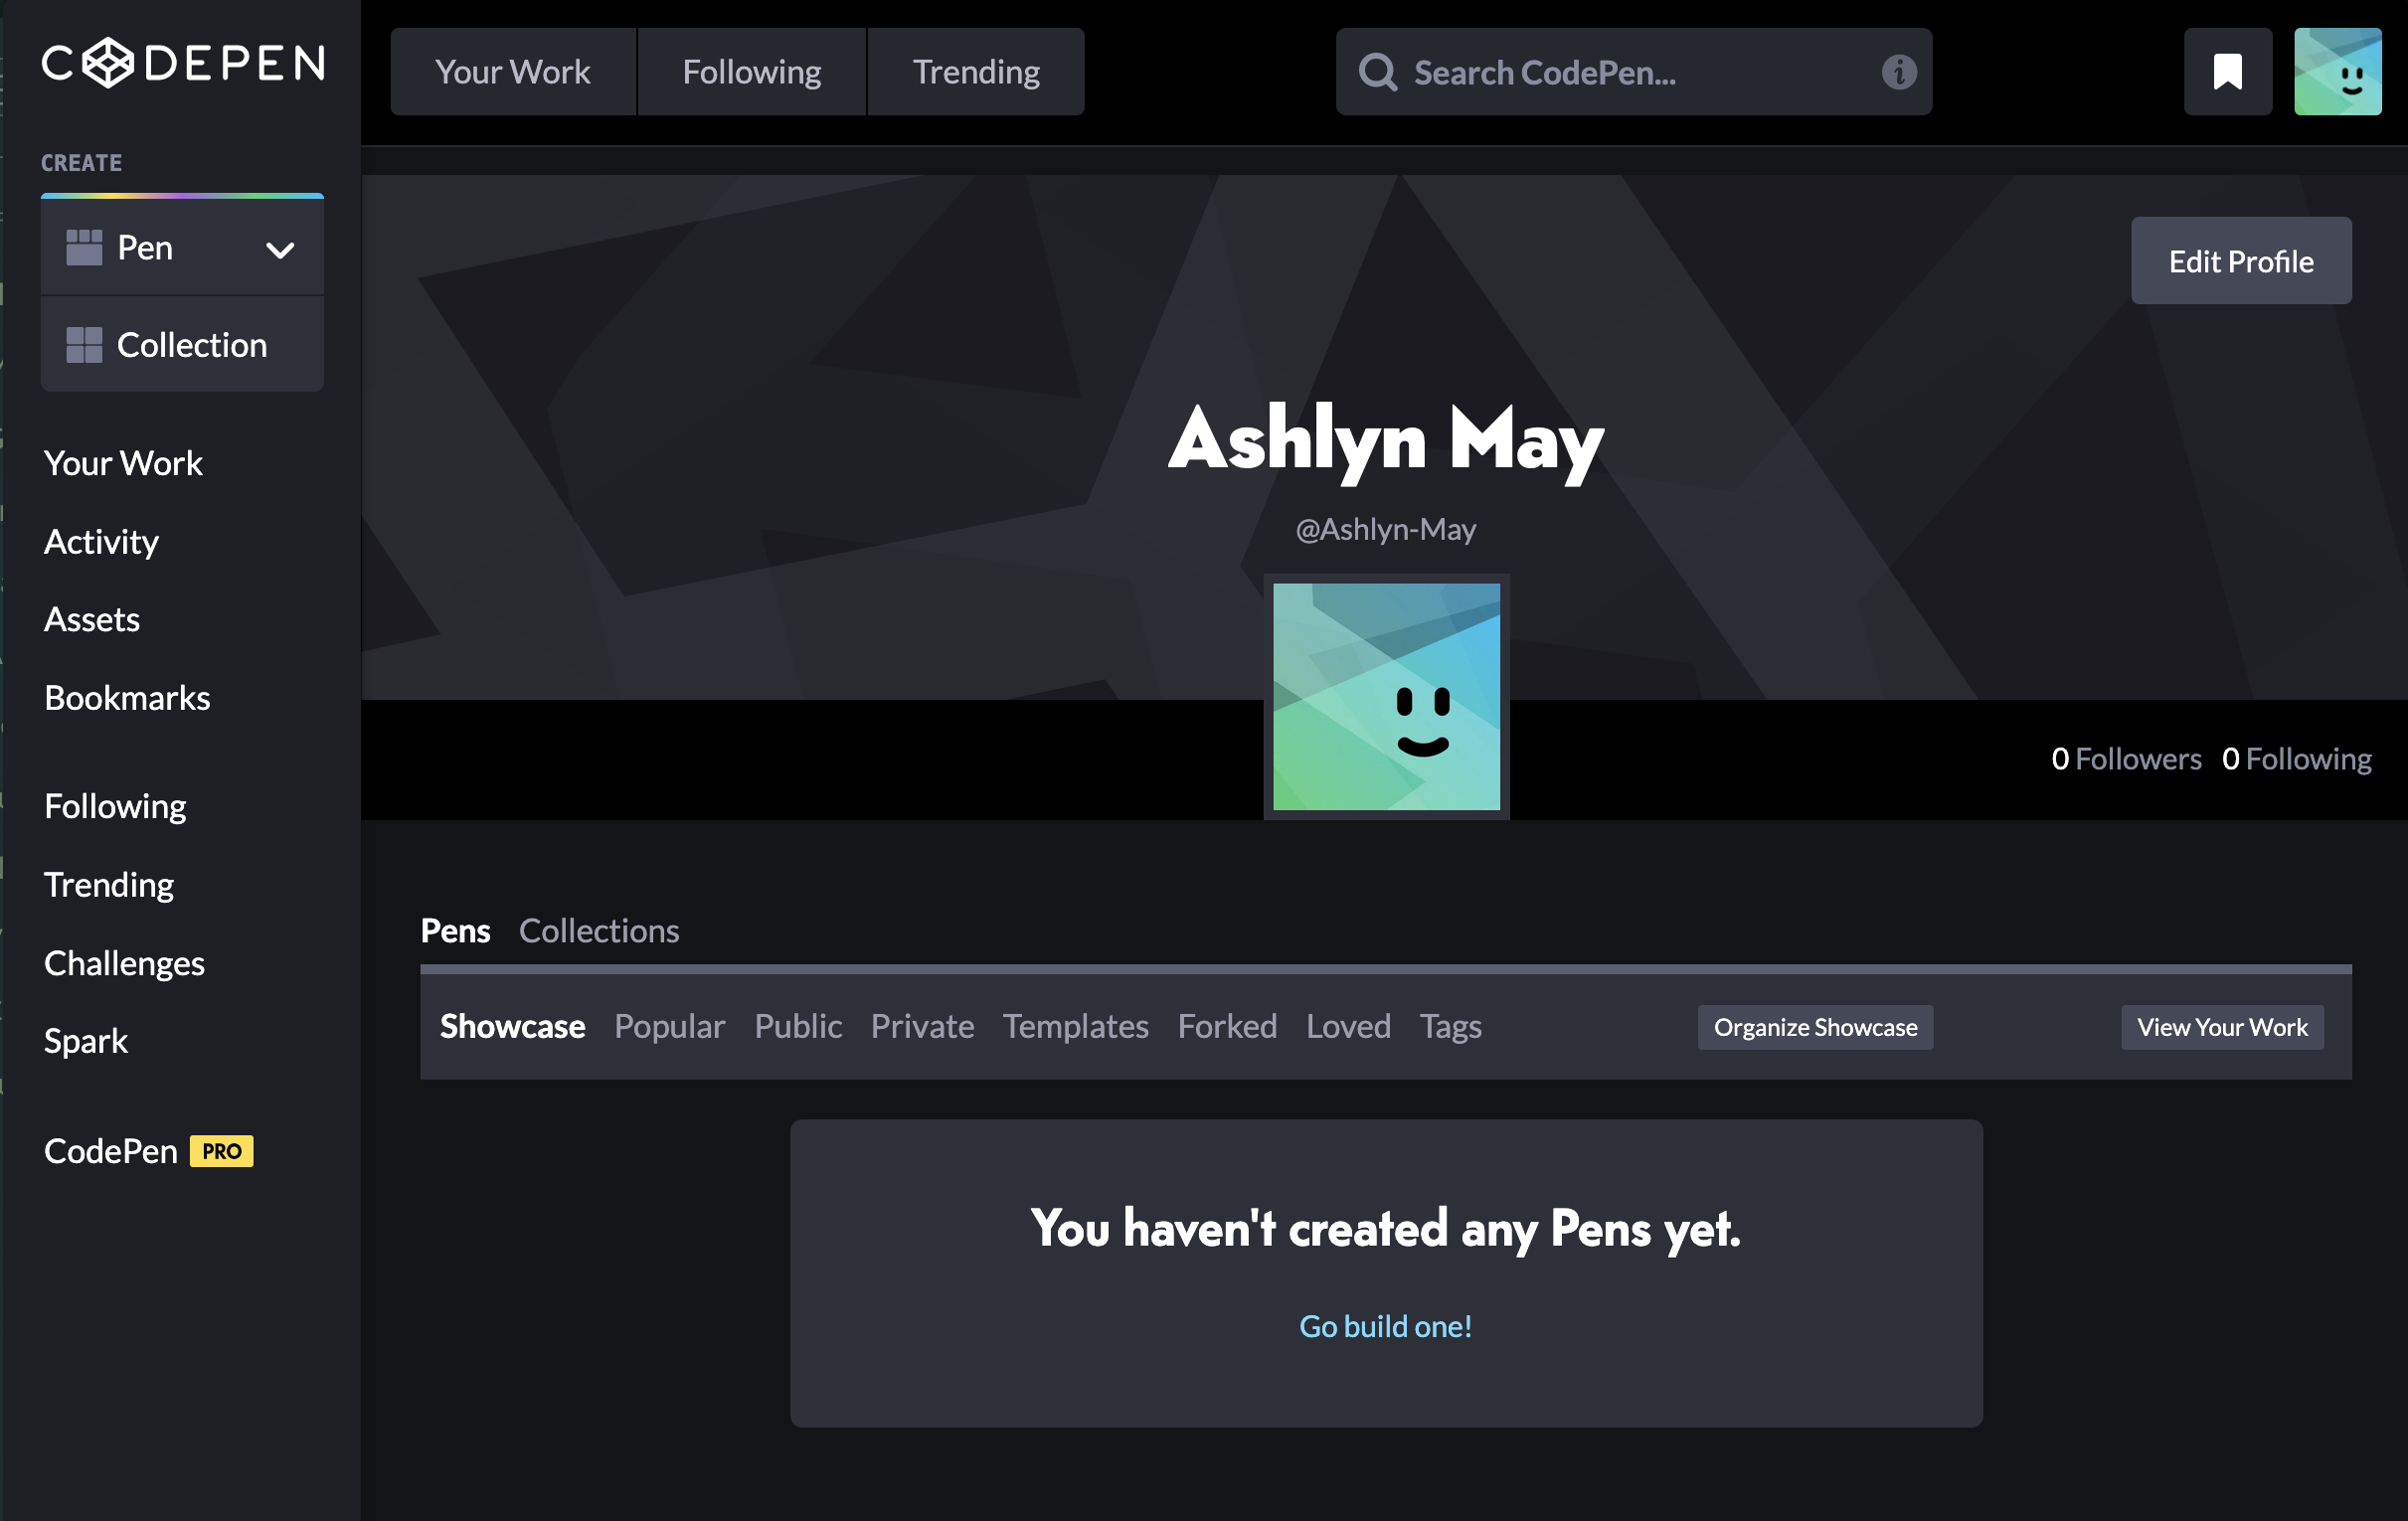 CODEPEN
Your Work
Following
Trending
Search CodePen...
CREATE
Pen
Collection
Your Work
Activity
Assets
Bookmarks
Following
Trending
Challenges
Spark
CodePen PRO
Edit Profile
Ashlyn May
@Ashlyn-May
0 Followers 0 Following
Pens Collections
Showcase Popular Public Private Templates Forked Loved Tags
Organize Showcase
View Your Work
You haven't created any Pens yet.
Go build one!